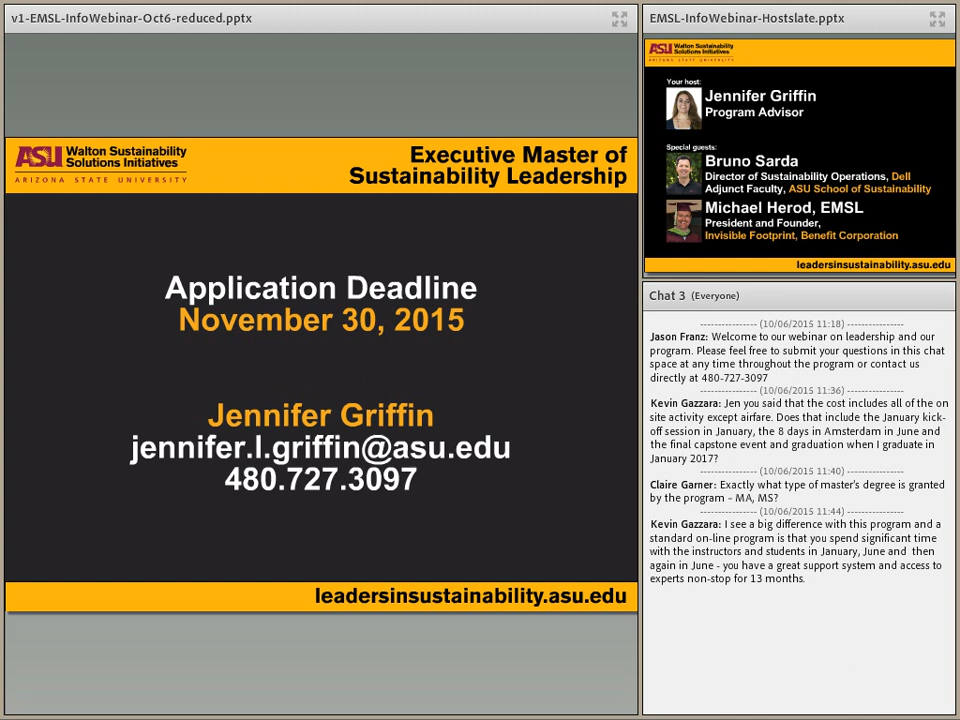 v1-EMSL-InfoWebinar-Oct6-reduced.pptx
ASU Walton Sustainability
Solutions Initiatives
ARIZONA STATE UNIVERSITY
Executive Master of
Sustainability Leadership
Application Deadline
November 30, 2015
Jennifer Griffin
jennifer.l.griffin@asu.edu
480.727.3097
leadersinsustainability.asu.edu
EMSL-InfoWebinar-Hostslate.pptx
ASU Walton Sustainability
Solutions Initiatives
ARIZONA STATE UNIVERSITY
Your host:
Jennifer Griffin
Program Advisor
Special guests:
Bruno Sarda
Director of Sustainability Operations, Dell
Adjunct Faculty, ASU School of Sustainability
Michael Herod, EMSL
President and Founder,
Invisible Footprint, Benefit Corporation
leadersinsustainability.asu.edu
Chat 3 (Everyone)
---------------- (10/06/2015 11:18) ----------------
Jason Franz: Welcome to our webinar on leadership and our
program. Please feel free to submit your questions in this chat
space at any time throughout the program or contact us
directly at 480-727-3097
---------------- (10/06/2015 11:36) ----------------
Kevin Gazzara: Jen you said that the cost includes all of the on
site activity except airfare. Does that include the January kick-
off session in January, the 8 days in Amsterdam in June and
the final capstone event and graduation when I graduate in
January 2017?
---------------- (10/06/2015 11:40) ----------------
Claire Garner: Exactly what type of master's degree is granted
by the program – MA, MS?
---------------- (10/06/2015 11:44) ----------------
Kevin Gazzara: I see a big difference with this program and a
standard on-line program is that you spend significant time
with the instructors and students in January, June and then
again in June - you have a great support system and access to
experts non-stop for 13 months.